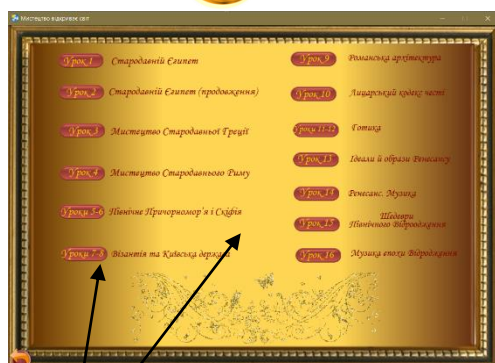 Мистецтво відкриває світ
Урок 1 Стародавній Єгипет
Урок 2 Стародавній Єгипет (продовження)
Урок 3 Мистецтво Стародавньої Греції
Урок 4 Мистецтво Стародавнього Риму
Уроки 5-6 Північне Причорномор'я і Скіфія
Уроки 7-8 Візантія та Київська держава
Урок 9 Романська архітектура
Урок 10 Лицарський кодекс честі
Уроки 11-12 Готика
Урок 13 Ідеали й образи Ренесансу
Урок 14 Ренесанс. Музика
Урок 15 Шедеври
Північного Відродження
Урок 16 Музика епохи Відродження